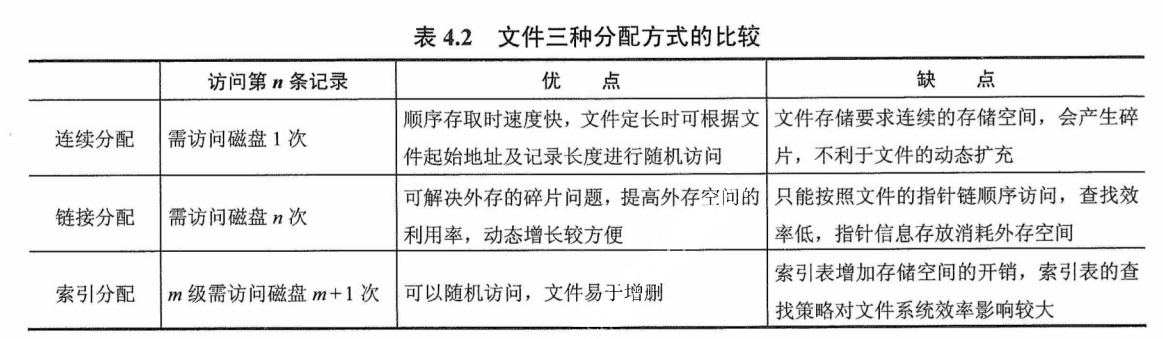 表 4.2 文件三种分配方式的比较
访问第 n 条记录 优 点 缺 点
连续分配 需访问磁盘 1 次 顺序存取时速度快，文件定长时可根据文件起始地址及记录长度进行随机访问 文件存储要求连续的存储空间，会产生碎片，不利于文件的动态扩充
链接分配 需访问磁盘 n 次 可解决外存的碎片问题，提高外存空间的利用率，动态增长较方便 只能按照文件的指针链顺序访问，查找效率低，指针信息存放消耗外存空间
索引分配 m 级需访问磁盘 m+1 次 可以随机访问，文件易于增删 索引表增加存储空间的开销，索引表的查找策略对文件系统效率影响较大